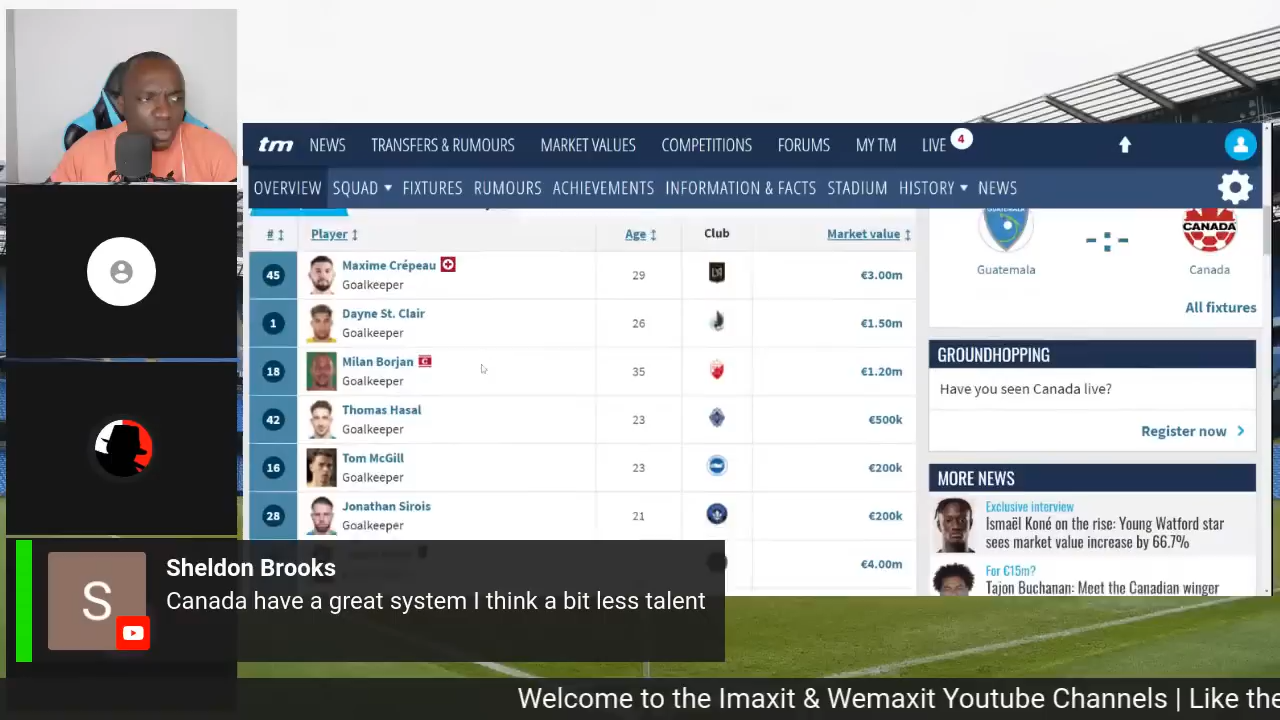 tm NEWS TRANSFERS & RUMOURS MARKET VALUES COMPETITIONS FORUMS MY TM LIVE 4
OVERVIEW SQUAD FIXTURES RUMOURS ACHIEVEMENTS INFORMATION & FACTS STADIUM HISTORY NEWS
# Player Age Club Market value
45 Maxime Crépeau 29 €3.00m
Goalkeeper
1 Dayne St. Clair 26 €1.50m
Goalkeeper
18 Milan Borjan 35 €1.20m
Goalkeeper
42 Thomas Hasal 23 €500k
Goalkeeper
16 Tom McGill 23 €200k
Goalkeeper
28 Jonathan Sirois 21 €200k
Goalkeeper
€4.00m
GUATEMALA
CANADA
-:-
Guatemala Canada
All fixtures
GROUNDHOPPING
Have you seen Canada live?
Register now
MORE NEWS
Exclusive interview
Ismaël Koné on the rise: Young Watford star
sees market value increase by 66.7%
For €15m?
Tajon Buchanan: Meet the Canadian winger
S
Sheldon Brooks
Canada have a great system I think a bit less talent
Welcome to the Imaxit & Wemaxit Youtube Channels | Like the